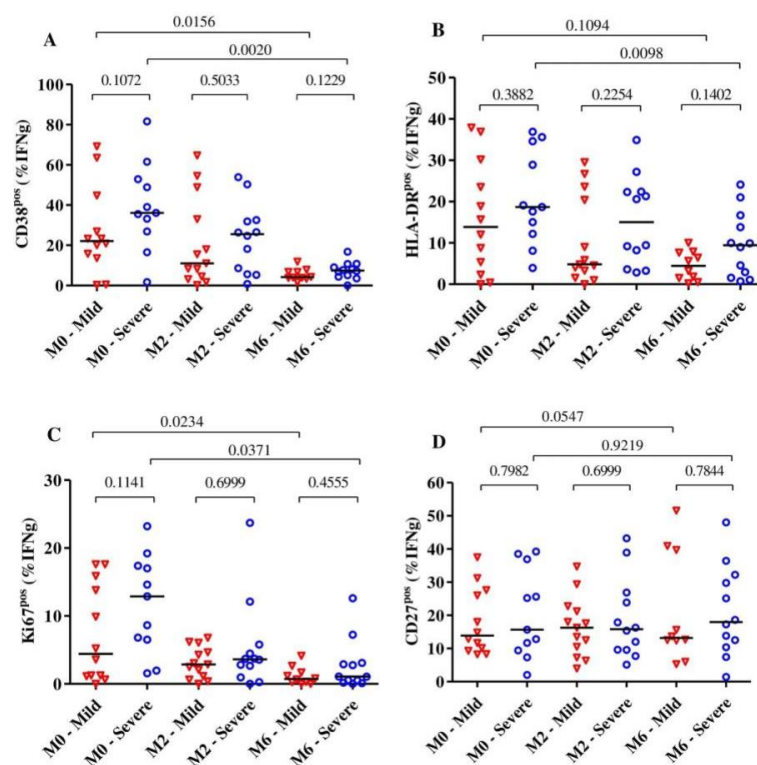 A
0.0156
0.0020
0.1072 0.5033 0.1229
CD38pos (%IFNg)
100
80
60
40
20
0
M0 - Mild
M0 - Severe
M2 - Mild
M2 - Severe
M6 - Mild
M6 - Severe
B
0.1094
0.0098
0.3882 0.2254 0.1402
HLA-DRpos (%IFNg)
50
40
30
20
10
0
M0 - Mild
M0 - Severe
M2 - Mild
M2 - Severe
M6 - Mild
M6 - Severe
C
0.0234
0.0371
0.1141 0.6999 0.4555
Ki67pos (%IFNg)
30
20
10
0
M0 - Mild
M0 - Severe
M2 - Mild
M2 - Severe
M6 - Mild
M6 - Severe
D
0.0547
0.9219
0.7982 0.6999 0.7844
CD27pos (%IFNg)
60
50
40
30
20
10
0
M0 - Mild
M0 - Severe
M2 - Mild
M2 - Severe
M6 - Mild
M6 - Severe